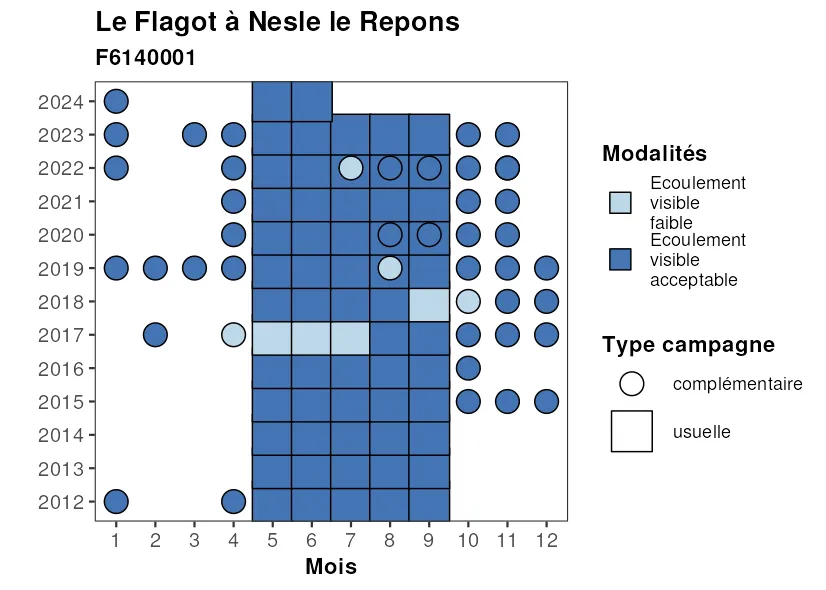 Le Flagot à Nesle le Repons
F6140001
2024
2023
2022
2021
2020
2019
2018
2017
2016
2015
2014
2013
2012
1 2 3 4 5 6 7 8 9 10 11 12
Mois
Modalités
Ecoulement
visible
faible
Ecoulement
visible
acceptable
Type campagne
complémentaire
usuelle